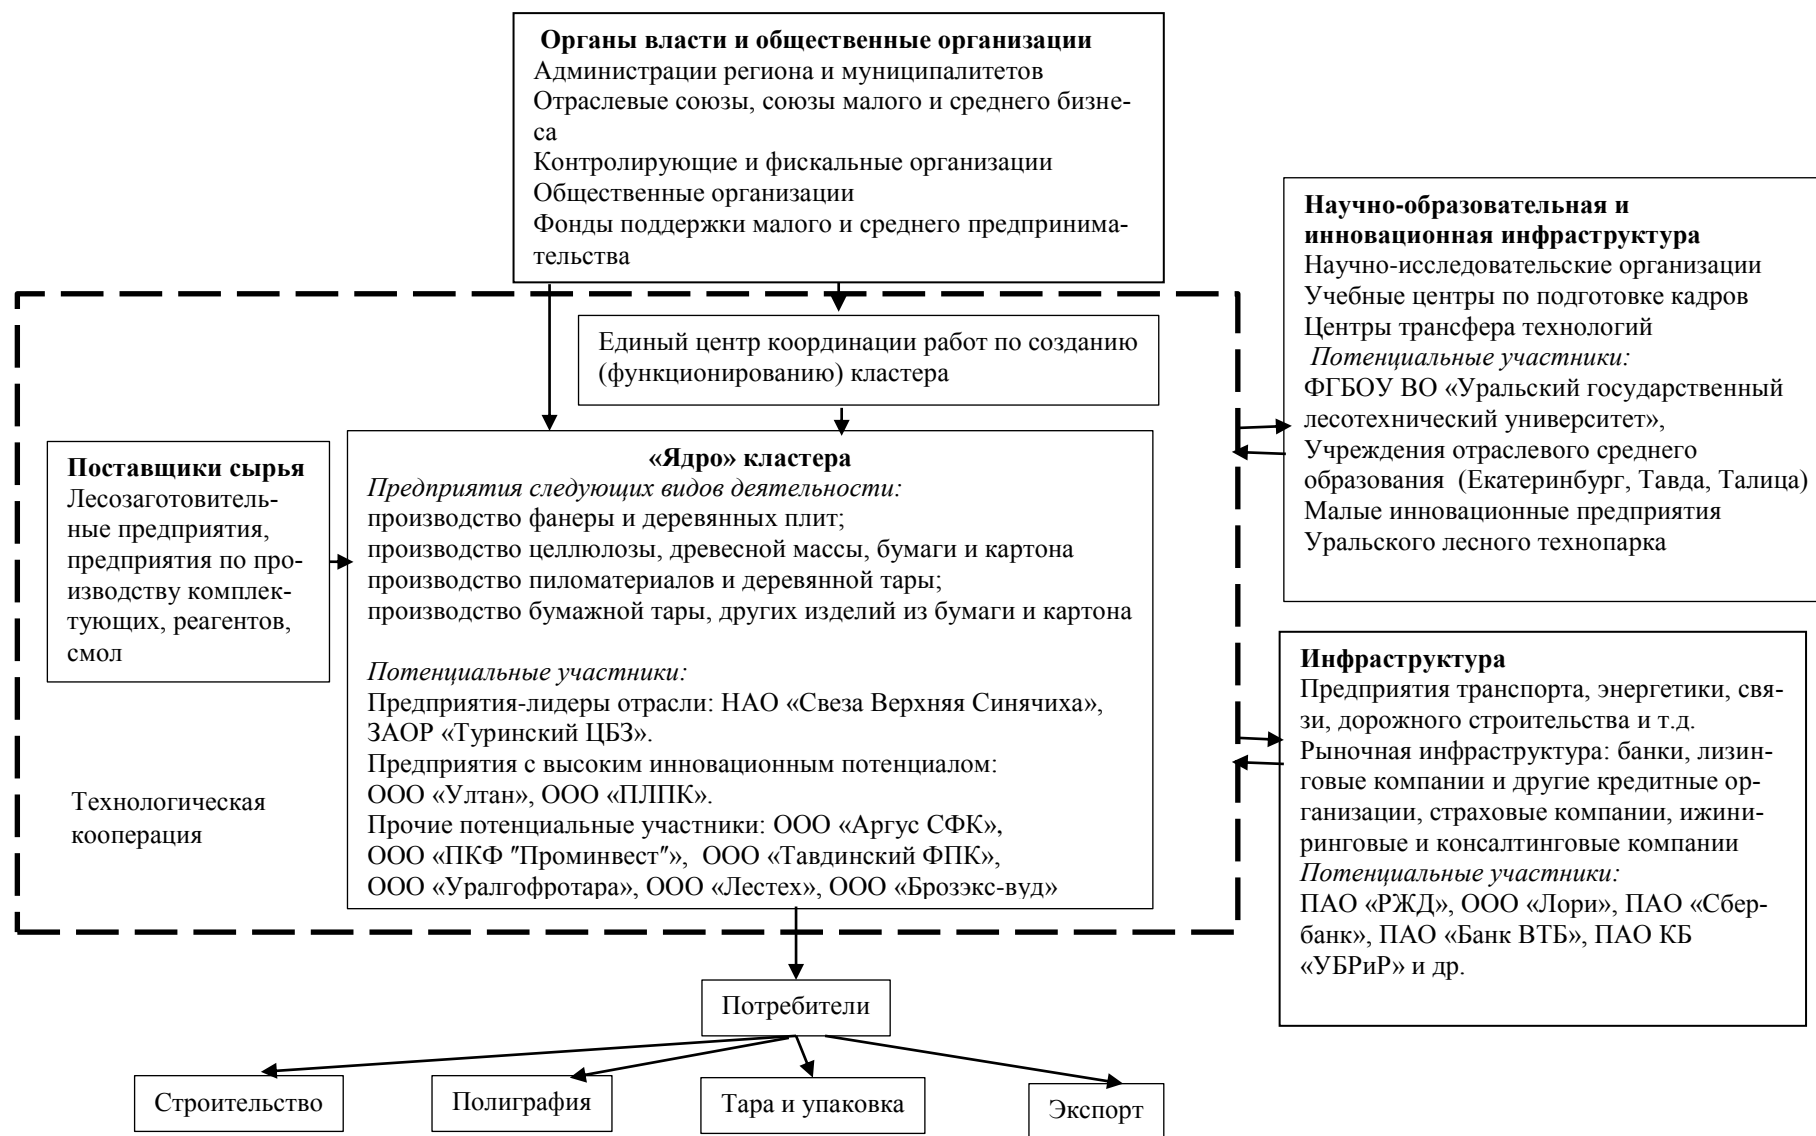 Органы власти и общественные организации
Администрации региона и муниципалитетов
Отраслевые союзы, союзы малого и среднего бизне-
са
Контролирующие и фискальные организации
Общественные организации
Фонды поддержки малого и среднего предпринима-
тельства
Единый центр координации работ по созданию
(функционированию) кластера
Поставщики сырья
Лесозаготовитель-
ные предприятия,
предприятия по про-
изводству комплек-
тующих, реагентов,
смол
Технологическая
кооперация
«Ядро» кластера
Предприятия следующих видов деятельности:
производство фанеры и деревянных плит;
производство целлюлозы, древесной массы, бумаги и картона
производство пиломатериалов и деревянной тары;
производство бумажной тары, других изделий из бумаги и картона
Потенциальные участники:
Предприятия-лидеры отрасли: НАО «Свеза Верхняя Синячиха»,
ЗАОР «Туринский ЦБЗ».
Предприятия с высоким инновационным потенциалом:
ООО «Ултан», ООО «ПЛПК».
Прочие потенциальные участники: ООО «Аргус СФК»,
ООО «ПКФ "Проминвест"», ООО «Тавдинский ФПК»,
ООО «Уралгофротара», ООО «Лестех», ООО «Брозэкс-вуд»
Научно-образовательная и
инновационная инфраструктура
Научно-исследовательские организации
Учебные центры по подготовке кадров
Центры трансфера технологий
Потенциальные участники:
ФГБОУ ВО «Уральский государственный
лесотехнический университет»,
Учреждения отраслевого среднего
образования (Екатеринбург, Тавда, Талица)
Малые инновационные предприятия
Уральского лесного технопарка
Инфраструктура
Предприятия транспорта, энергетики, свя-
зи, дорожного строительства и т.д.
Рыночная инфраструктура: банки, лизин-
говые компании и другие кредитные ор-
ганизации, страховые компании, ижини-
ринговые и консалтинговые компании
Потенциальные участники:
ПАО «РЖД», ООО «Лори», ПАО «Сбер-
банк», ПАО «Банк ВТБ», ПАО КБ
«УБРиР» и др.
Потребители
Строительство
Полиграфия
Тара и упаковка
Экспорт